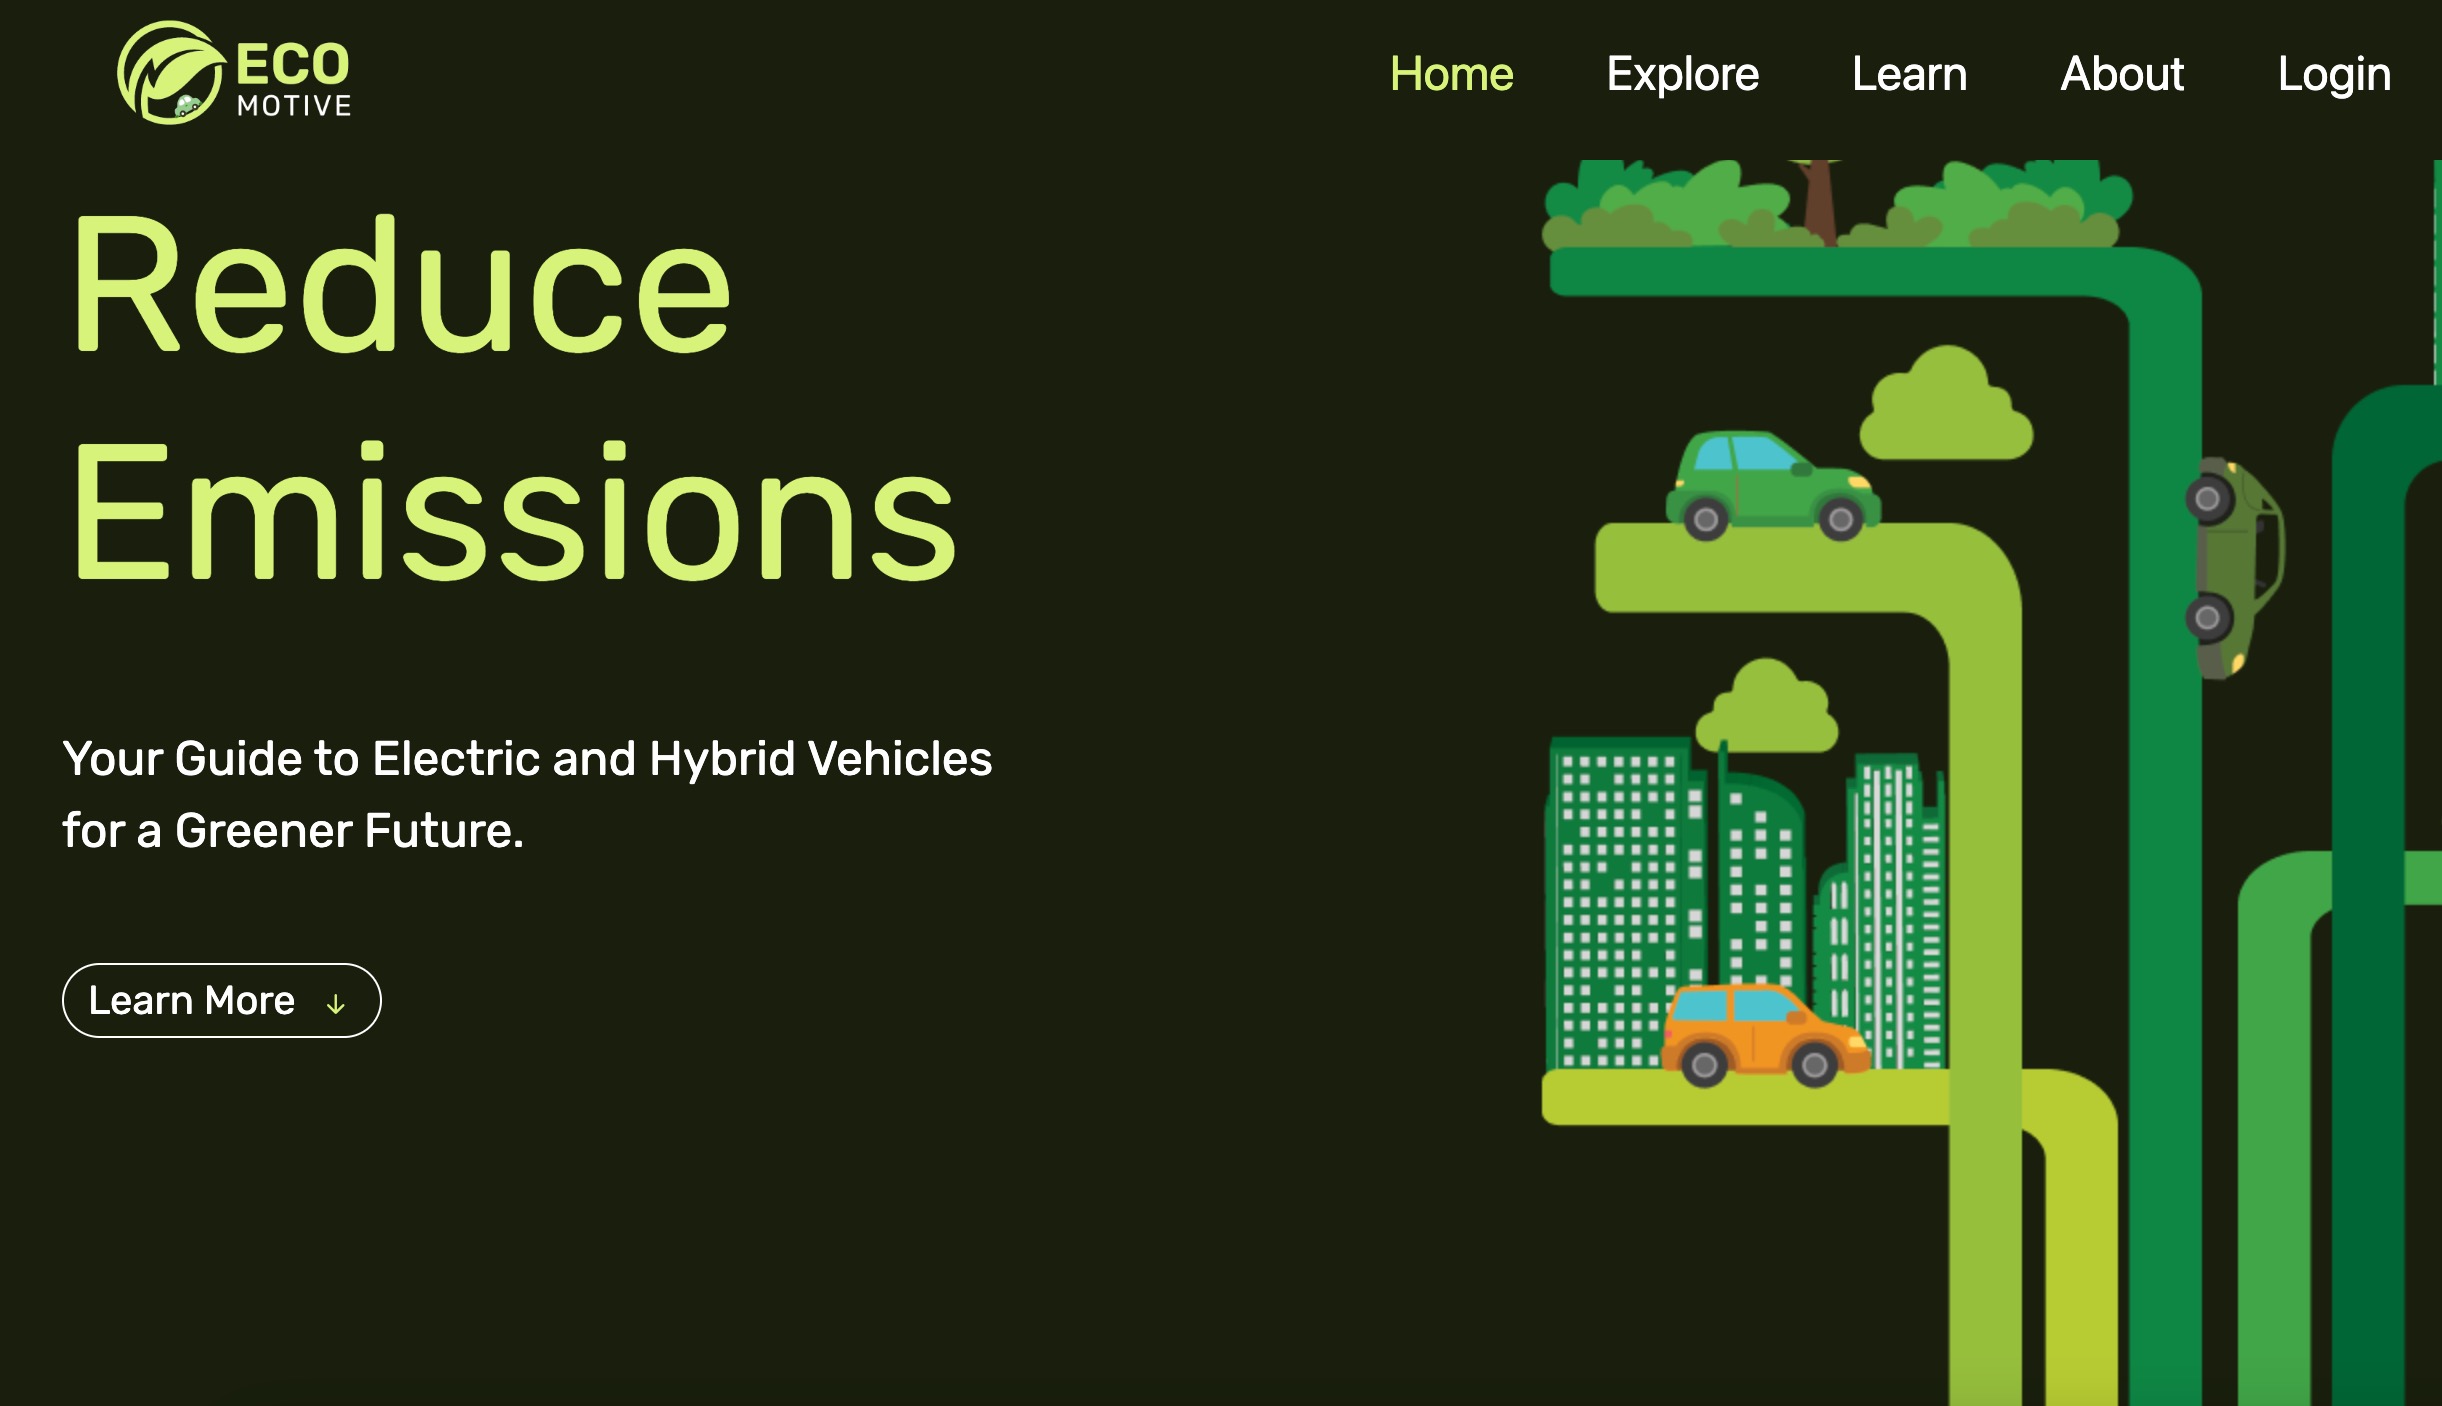 ECO
MOTIVE
Home Explore Learn About Login
Reduce
Emissions
Your Guide to Electric and Hybrid Vehicles
for a Greener Future.
Learn More ↓